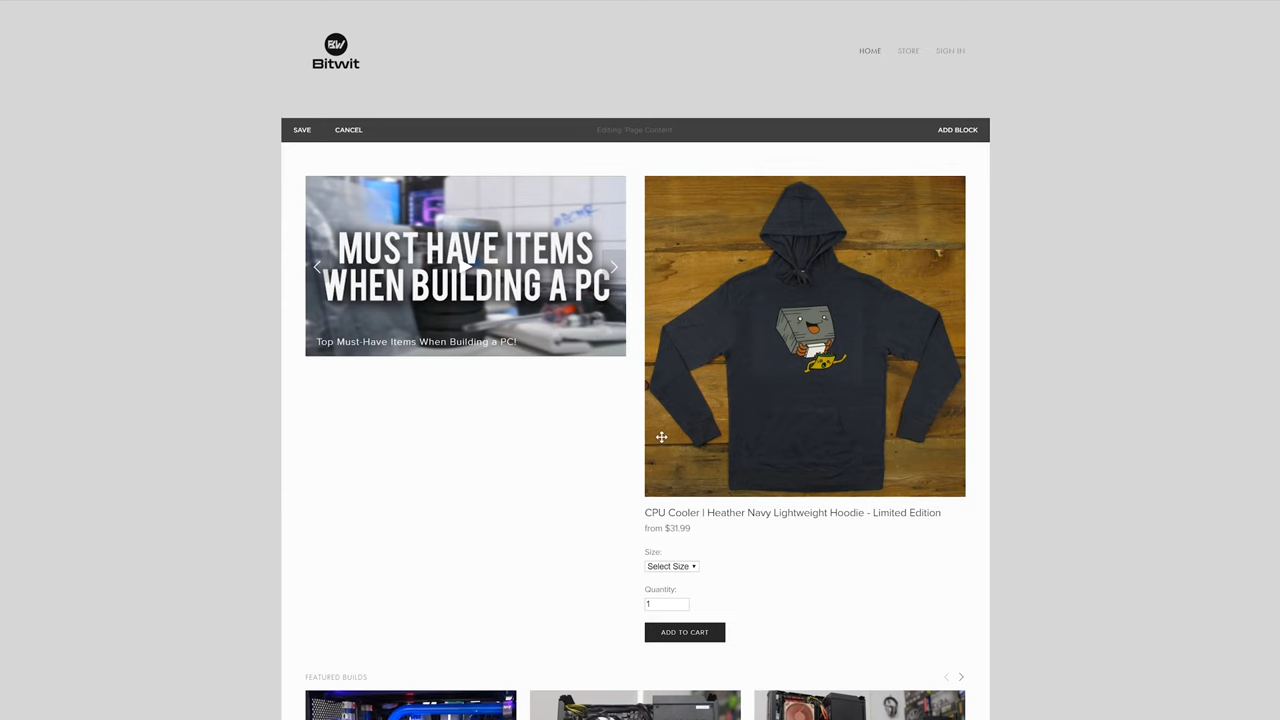 BW
Bitwit
HOME STORE SIGN IN
SAVE CANCEL Editing 'Page Content' ADD BLOCK
MUST HAVE ITEMS
WHEN BUILDING A PC
Top Must-Have Items When Building a PC!
CPU Cooler | Heather Navy Lightweight Hoodie - Limited Edition
from $31.99
Size:
Select Size
Quantity:
1
ADD TO CART
FEATURED BUILDS